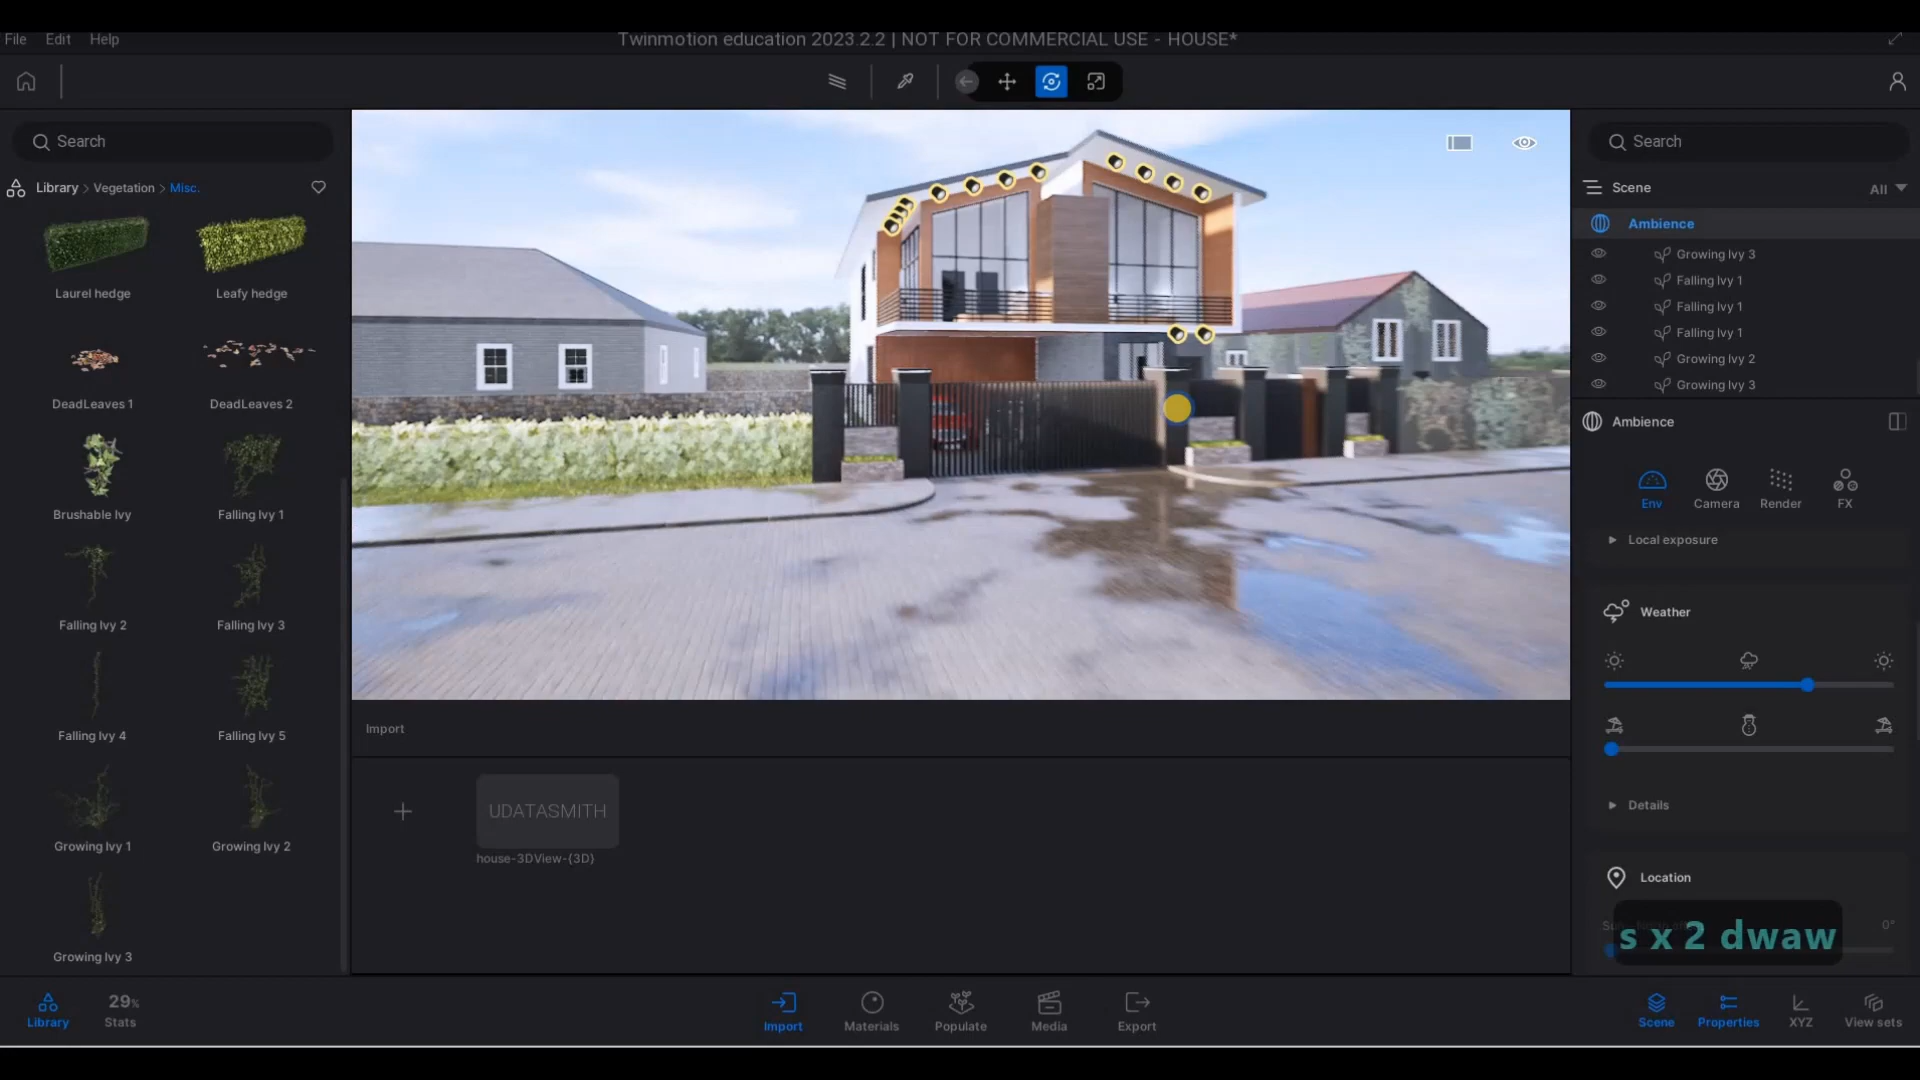 File Edit Help
Twinmotion education 2023.2.2 | NOT FOR COMMERCIAL USE - HOUSE*
Search
Library > Vegetation > Misc.
Laurel hedge
Leafy hedge
DeadLeaves 1
DeadLeaves 2
Brushable Ivy
Falling Ivy 1
Falling Ivy 2
Falling Ivy 3
Falling Ivy 4
Falling Ivy 5
Growing Ivy 1
Growing Ivy 2
Growing Ivy 3
Import
UDATASMITH
house-3DView-{3D}
Search
Scene
All
Ambience
Growing Ivy 3
Falling Ivy 1
Falling Ivy 1
Falling Ivy 1
Growing Ivy 2
Growing Ivy 3
Ambience
Env
Camera
Render
FX
Local exposure
Weather
Details
Location
0°
s x 2 dwaw
Library
29%
Stats
Import
Materials
Populate
Media
Export
Scene
Properties
XYZ
View sets